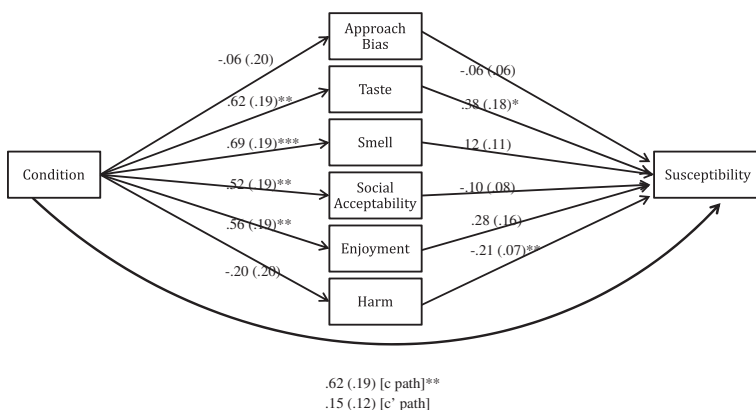 Approach
Bias
-.06 (.20)
-.06 (.06)
Taste
.62 (.19)**
.38 (.18)*
.69 (.19)***
Smell
.12 (.11)
Condition
Susceptibility
.52 (.19)**
Social
Acceptability
-.10 (.08)
.56 (.19)**
Enjoyment
.28 (.16)
-.21 (.07)**
-.20 (.20)
Harm
.62 (.19) [c path]**
.15 (.12) [c’ path]